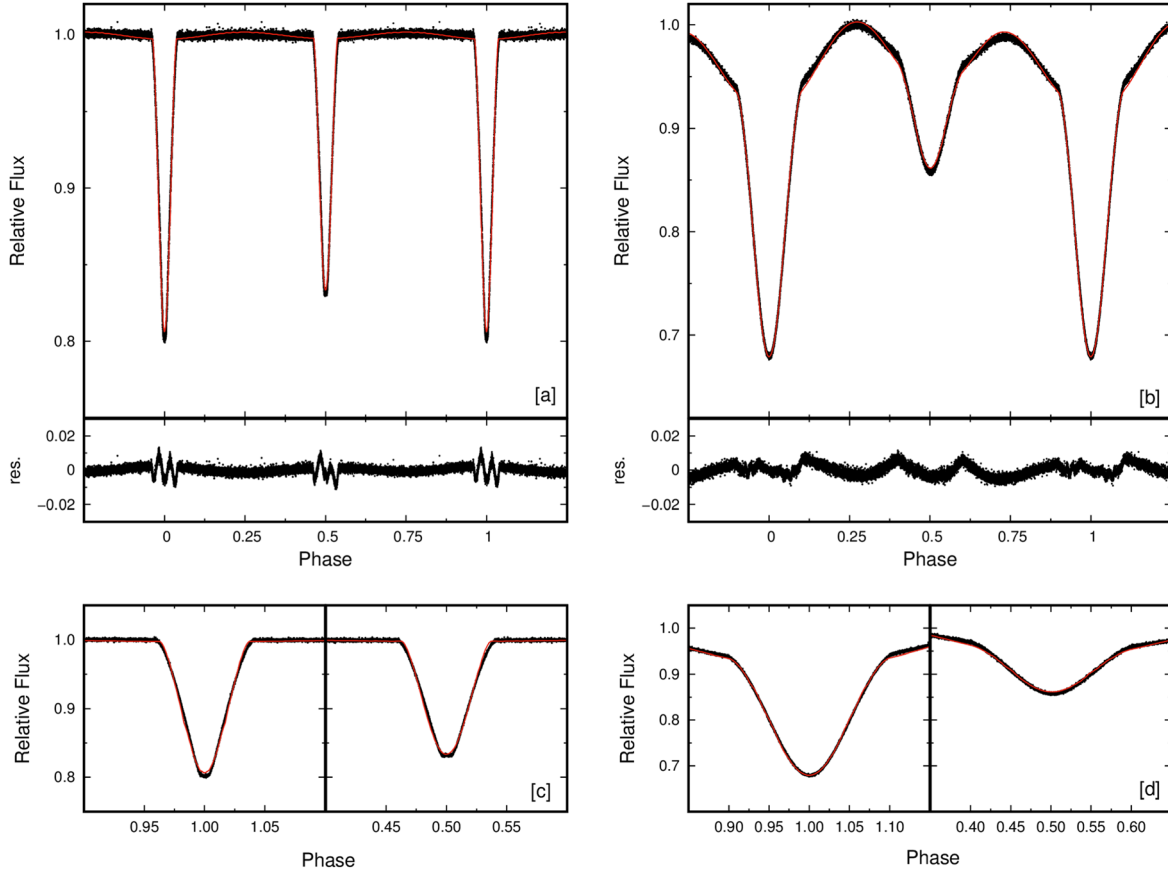 1.0
0.9
0.8
Relative Flux
[a]
0.02
0
−0.02
res.
0 0.25 0.5 0.75 1
Phase
1.0
0.9
0.8
0.7
Relative Flux
[b]
0.02
0
−0.02
res.
0 0.25 0.5 0.75 1
Phase
1.0
0.9
0.8
Relative Flux
[c]
0.95 1.00 1.05 0.45 0.50 0.55
Phase
1.0
0.9
0.8
0.7
Relative Flux
[d]
0.90 0.95 1.00 1.05 1.10 0.40 0.45 0.50 0.55 0.60
Phase